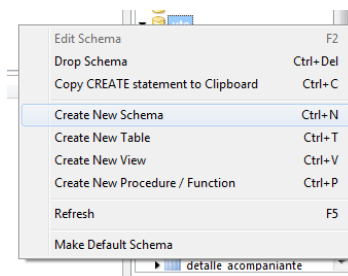 Edit Schema F2
Drop Schema Ctrl+Del
Copy CREATE statement to Clipboard Ctrl+C
Create New Schema Ctrl+N
Create New Table Ctrl+T
Create New View Ctrl+V
Create New Procedure / Function Ctrl+P
Refresh F5
Make Default Schema
detalle acompaniante